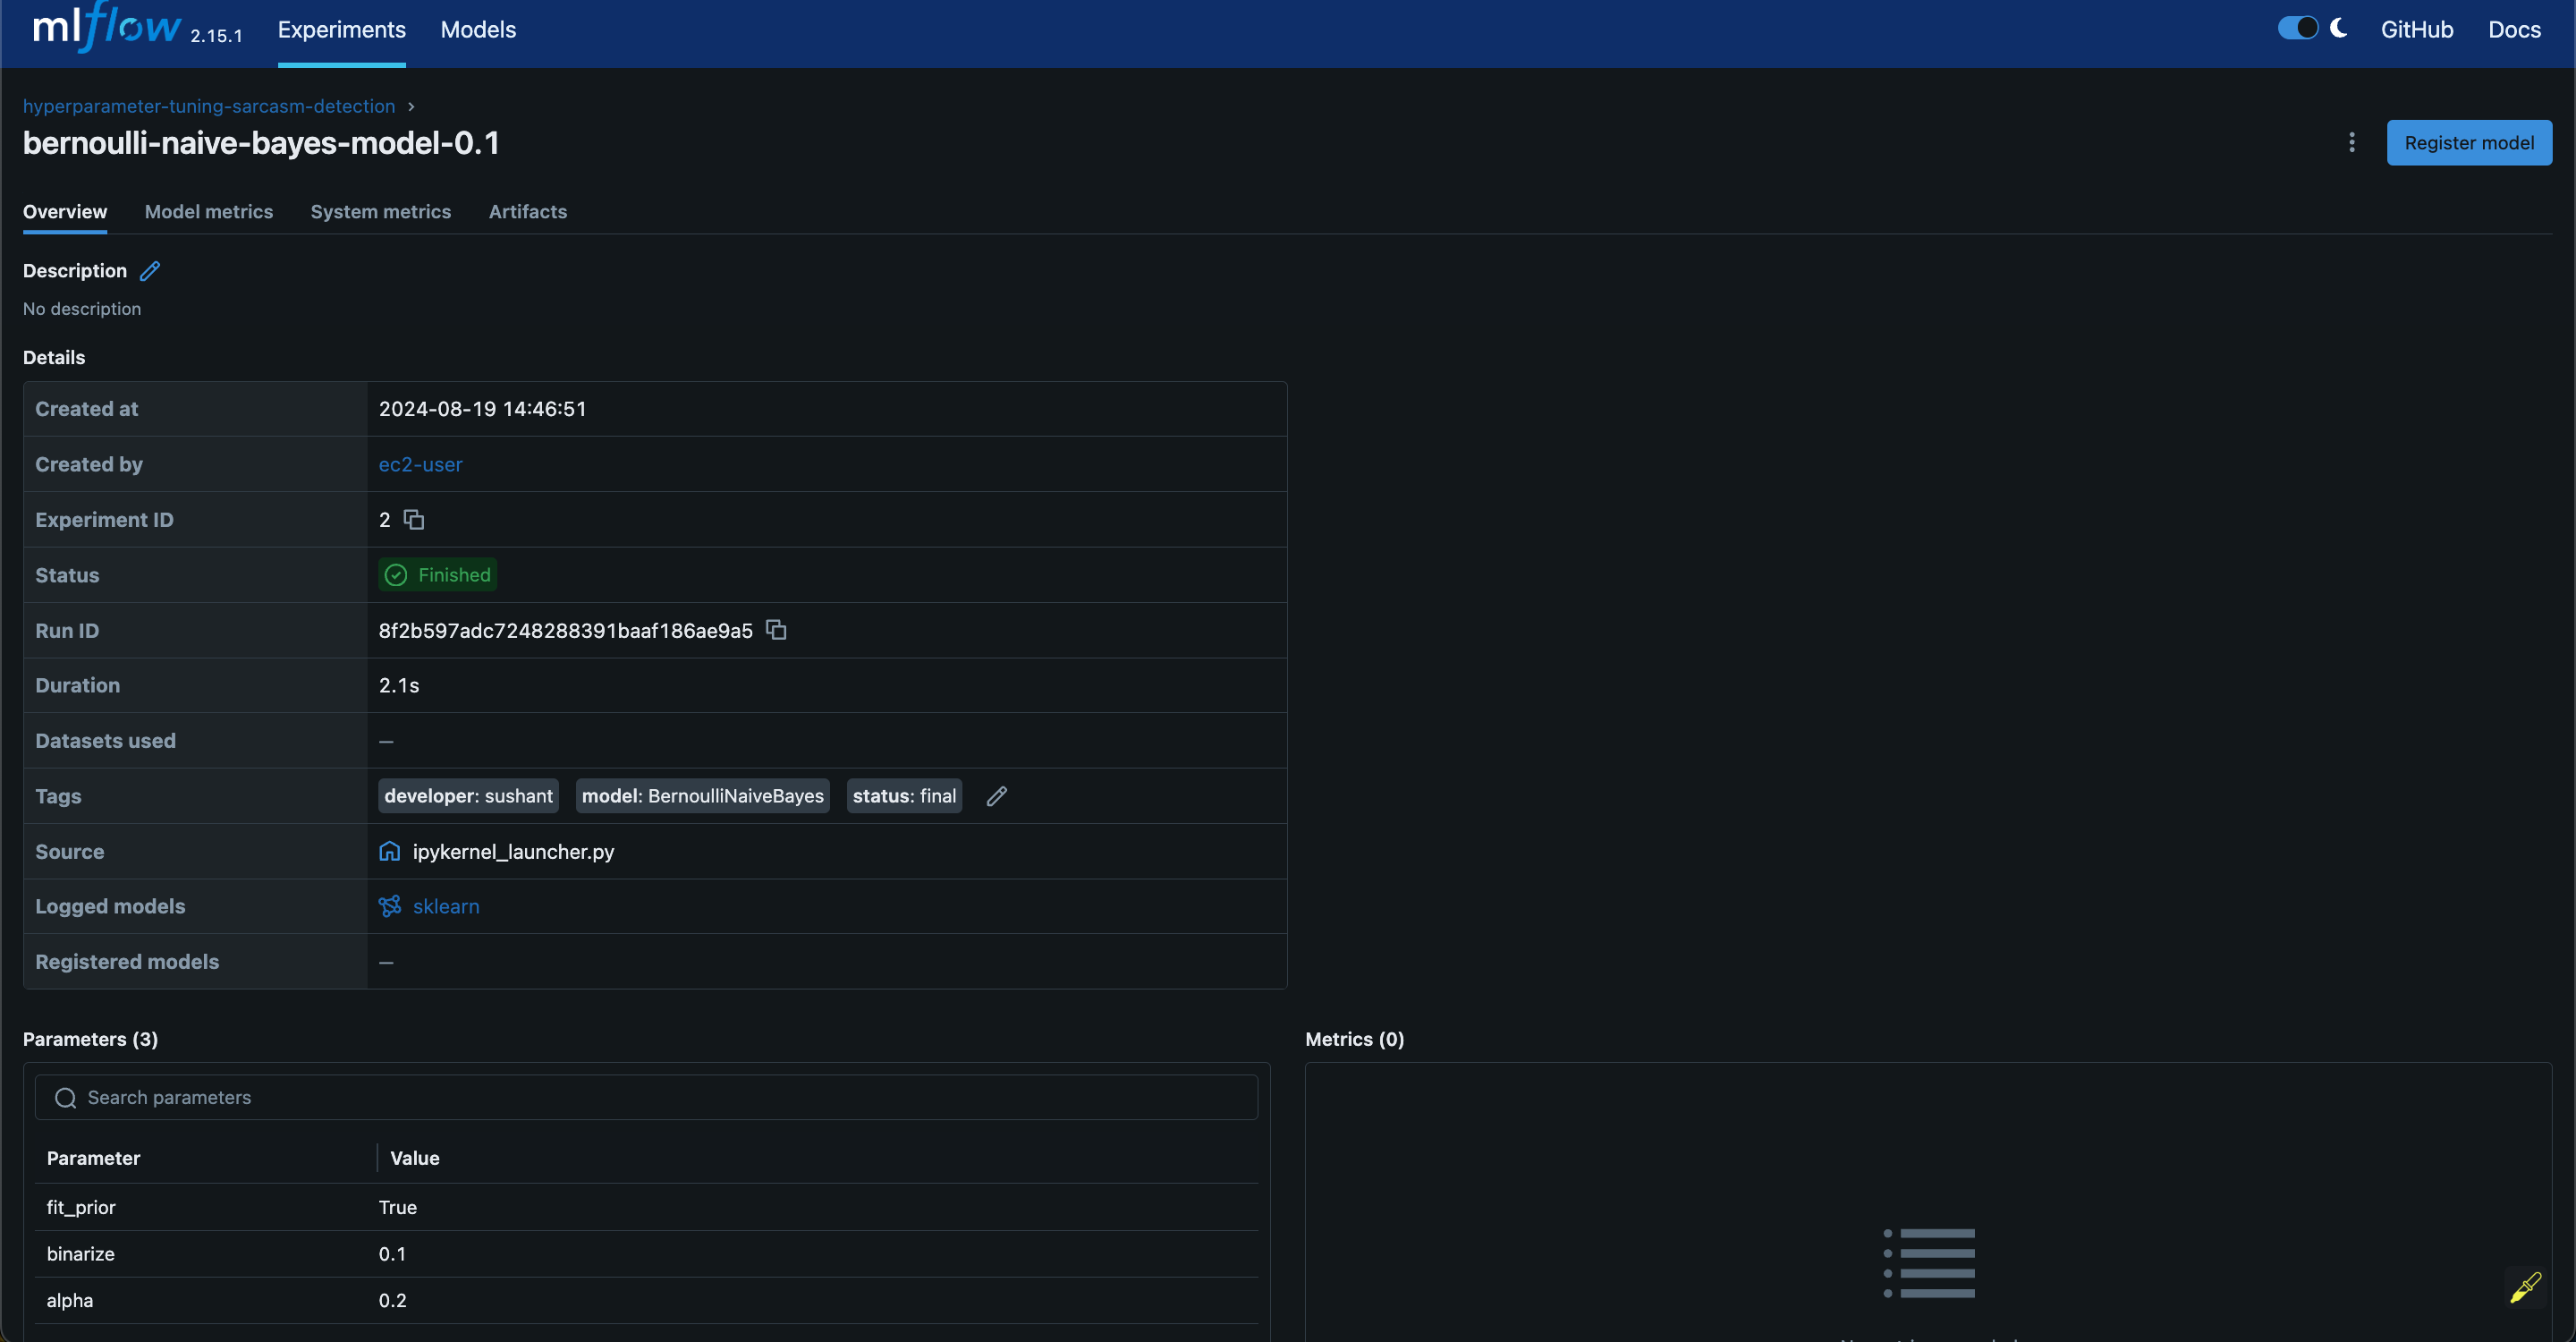 mlflow 2.15.1 Experiments Models GitHub Docs
hyperparameter-tuning-sarcasm-detection
bernoulli-naive-bayes-model-0.1
Register model
Overview Model metrics System metrics Artifacts
Description
No description
Details
Created at 2024-08-19 14:46:51
Created by ec2-user
Experiment ID 2
Status Finished
Run ID 8f2b597adc7248288391baaf186ae9a5
Duration 2.1s
Datasets used —
Tags developer: sushant model: BernoulliNaiveBayes status: final
Source ipykernel_launcher.py
Logged models sklearn
Registered models —
Parameters (3) Metrics (0)
Search parameters
Parameter Value
fit_prior True
binarize 0.1
alpha 0.2